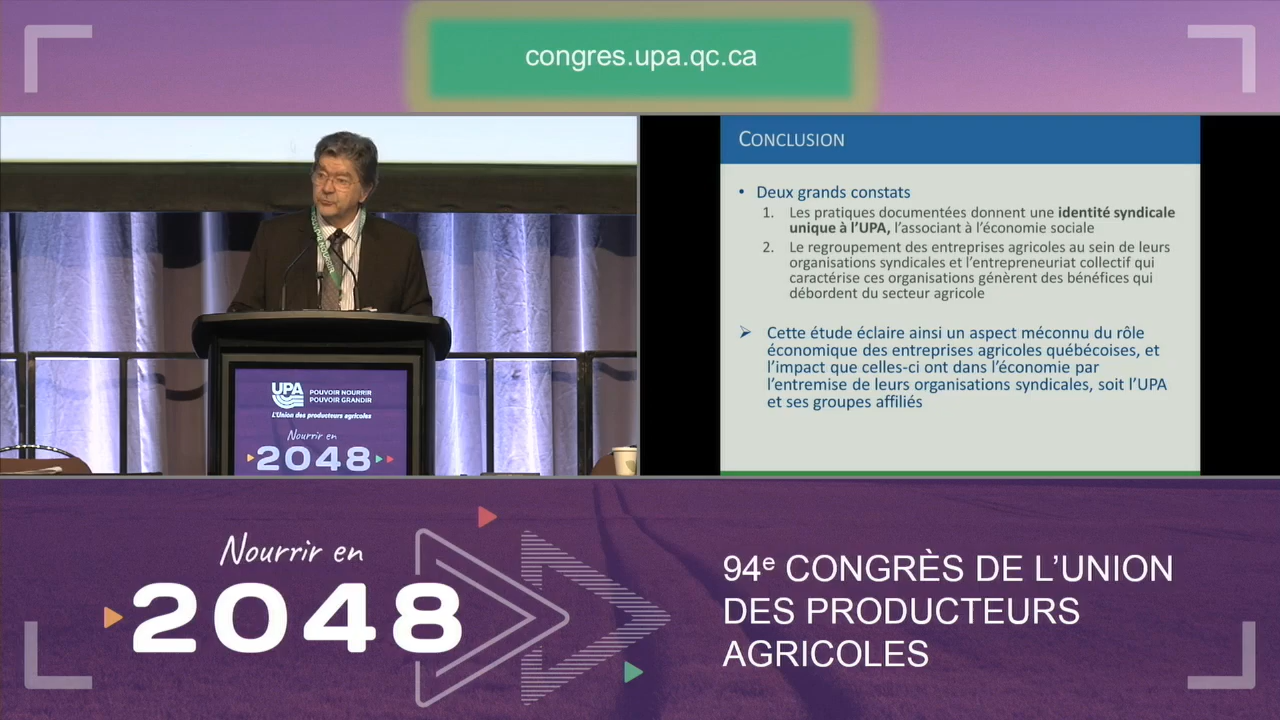 congres.upa.qc.ca
CONCLUSION
• Deux grands constats
1. Les pratiques documentées donnent une identité syndicale
unique à l'UPA, l'associant à l'économie sociale
2. Le regroupement des entreprises agricoles au sein de leurs
organisations syndicales et l'entrepreneuriat collectif qui
caractérise ces organisations génèrent des bénéfices qui
débordent du secteur agricole
➢ Cette étude éclaire ainsi un aspect méconnu du rôle
économique des entreprises agricoles québécoises, et
l'impact que celles-ci ont dans l'économie par
l'entremise de leurs organisations syndicales, soit l'UPA
et ses groupes affiliés
UPA
POUVOIR NOURRIR
POUVOIR GRANDIR
L'Union des producteurs agricoles
Nourrir en
2048
Nourrir en
2048
94e CONGRÈS DE L'UNION
DES PRODUCTEURS
AGRICOLES